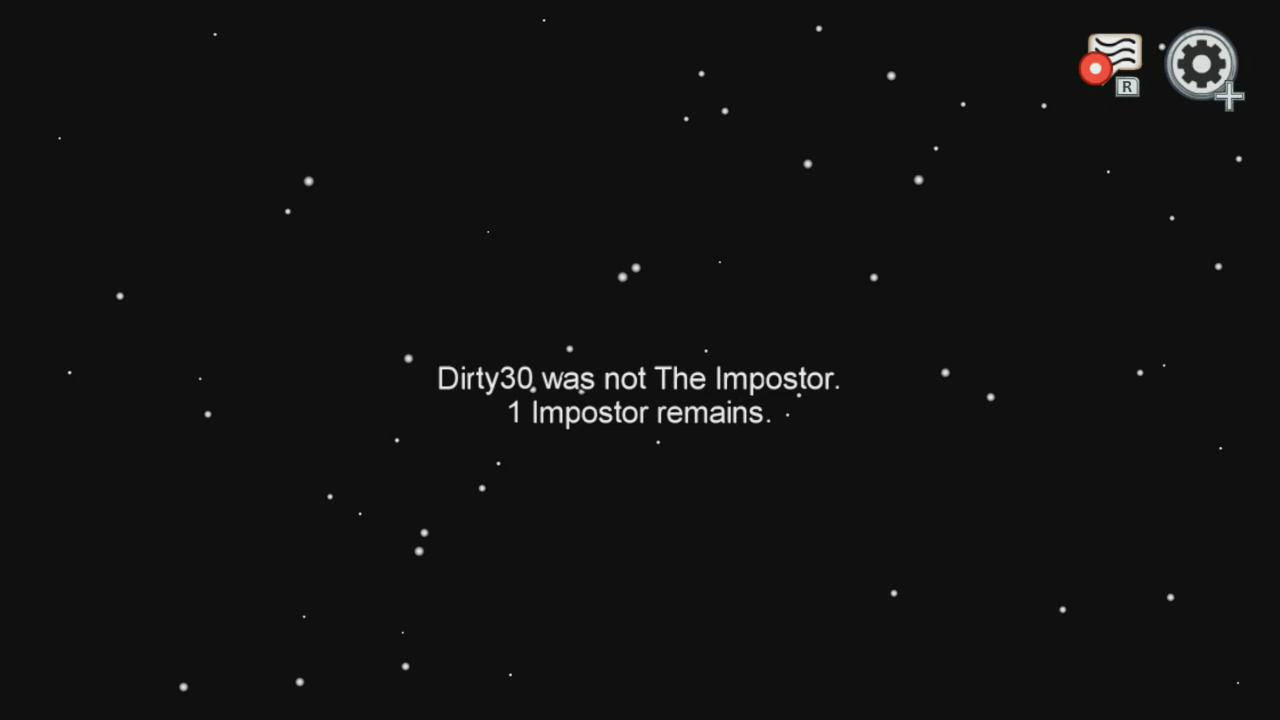 R
Dirty30 was not The Impostor.
1 Impostor remains.